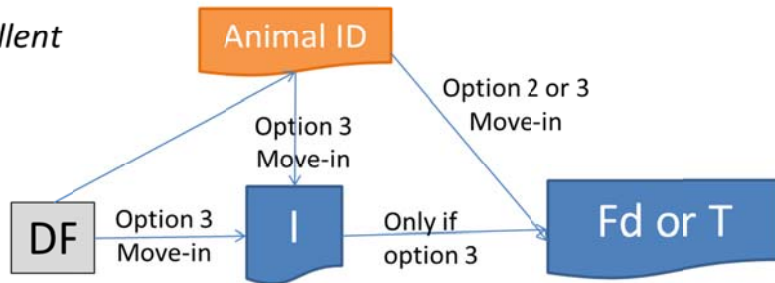 llent
Animal ID
Option 2 or 3
Move-in
Option 3
Move-in
DF
Option 3
Move-in
I
Only if
option 3
Fd or T